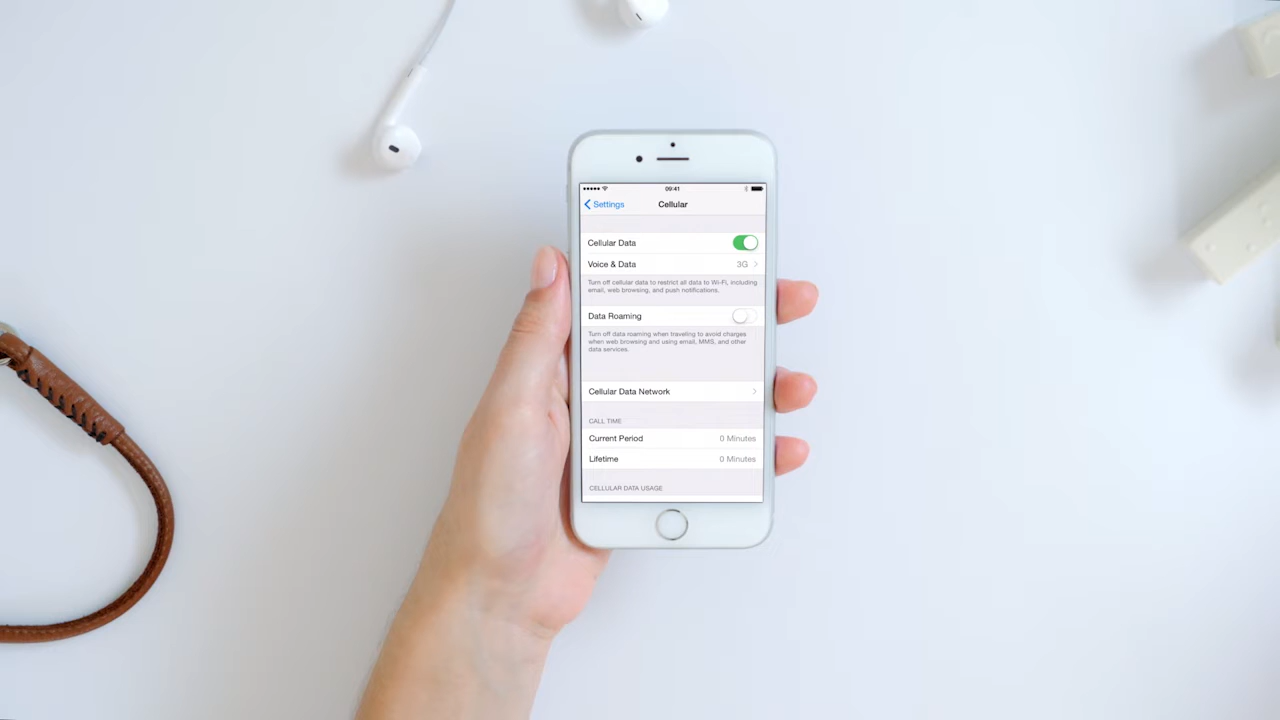 09:41
Settings
Cellular
Cellular Data
Voice & Data 3G
Turn off cellular data to restrict all data to Wi-Fi, including
email, web browsing, and push notifications.
Data Roaming
Turn off data roaming when traveling to avoid charges
when web browsing and using email, MMS, and other
data services.
Cellular Data Network
CALL TIME
Current Period 0 Minutes
Lifetime 0 Minutes
CELLULAR DATA USAGE